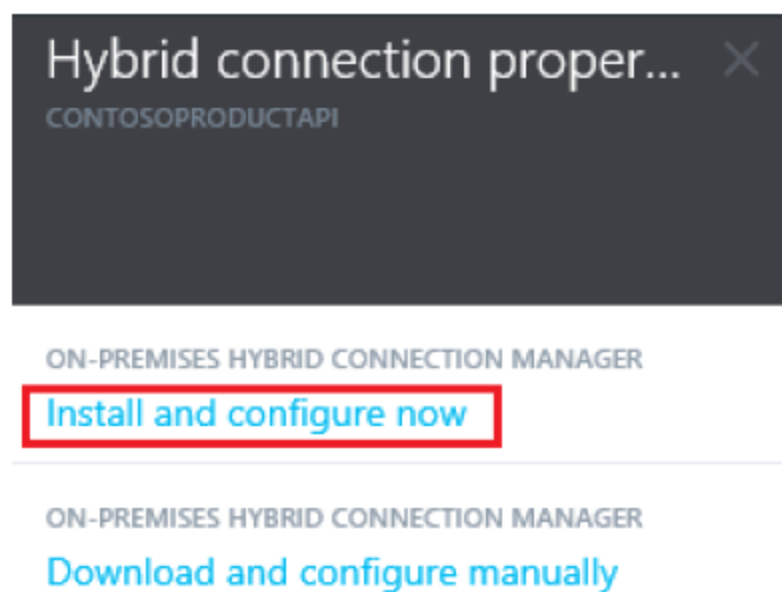 Hybrid connection proper...
CONTOSOPRODUCTAPI
ON-PREMISES HYBRID CONNECTION MANAGER
Install and configure now
ON-PREMISES HYBRID CONNECTION MANAGER
Download and configure manually